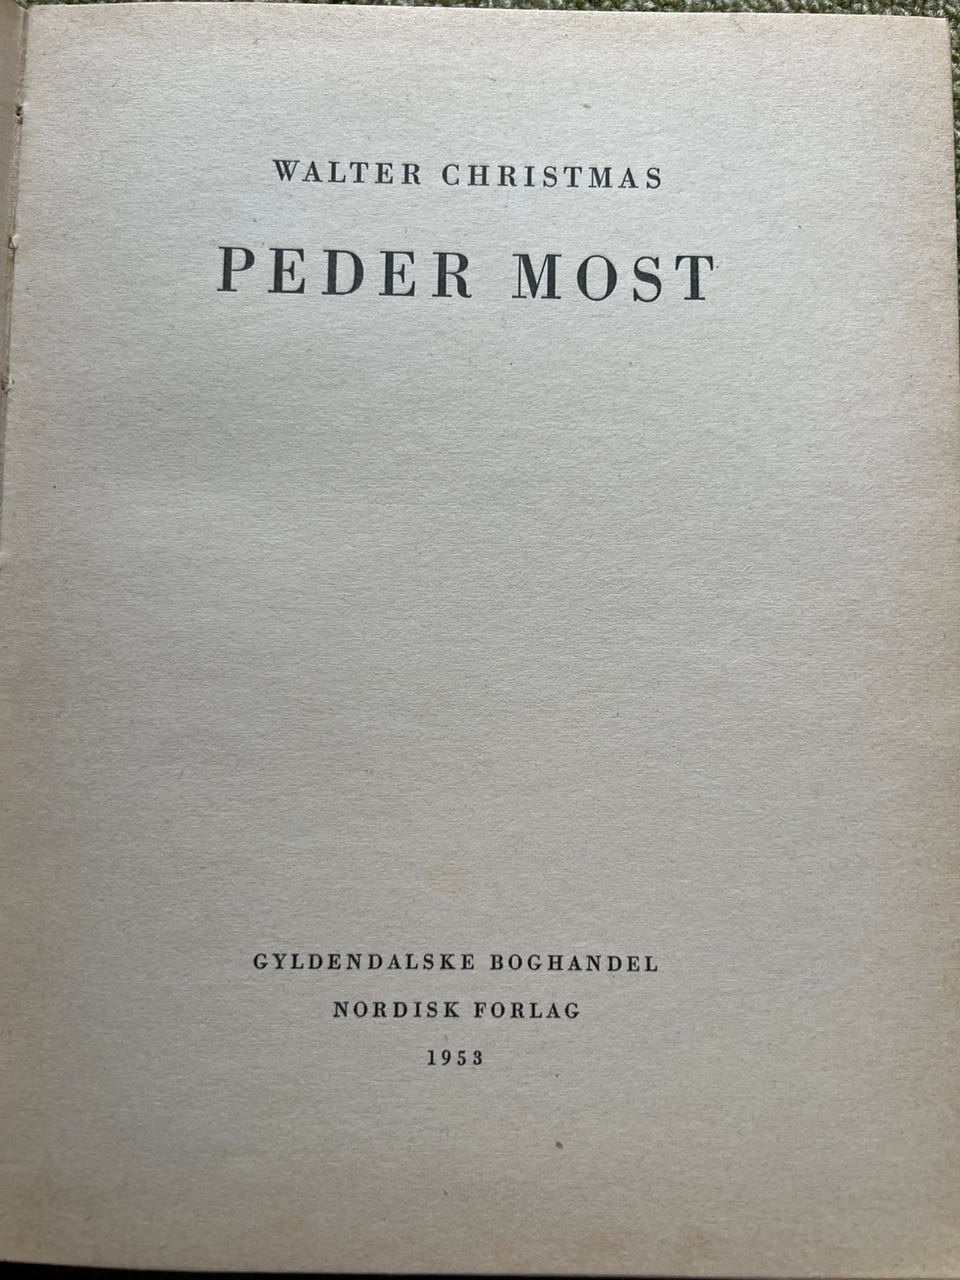 WALTER CHRISTMAS
PEDER MOST
GYLDENDALSKE BOGHANDEL
NORDISK FORLAG
1953